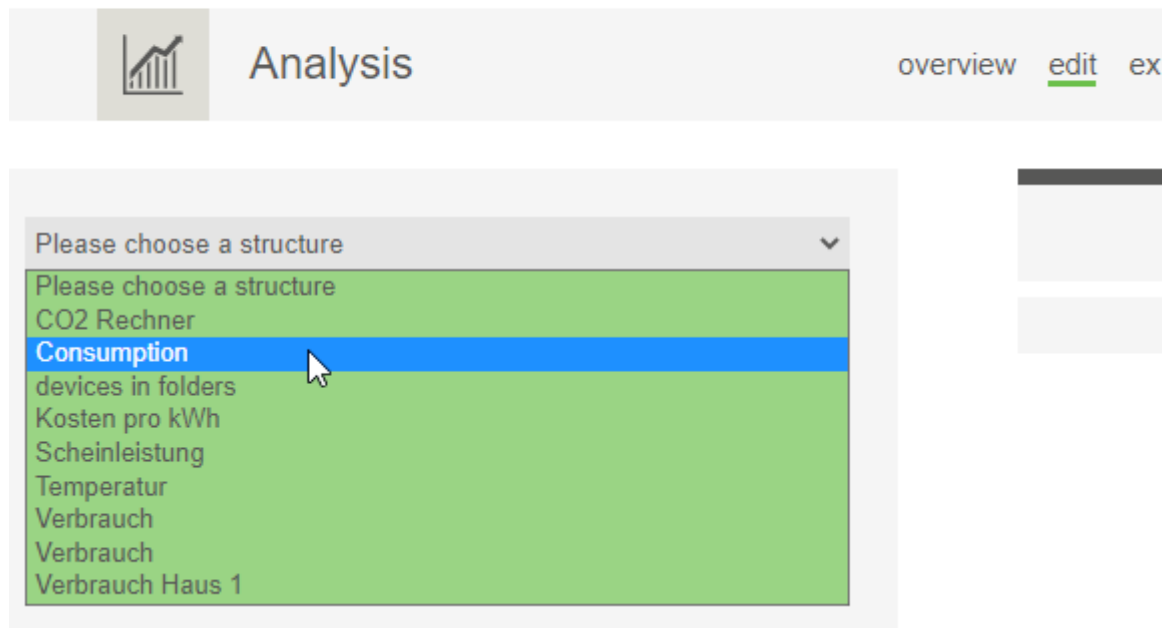 Analysis
overview edit ex
Please choose a structure
Please choose a structure
CO2 Rechner
Consumption
devices in folders
Kosten pro kWh
Scheinleistung
Temperatur
Verbrauch
Verbrauch
Verbrauch Haus 1